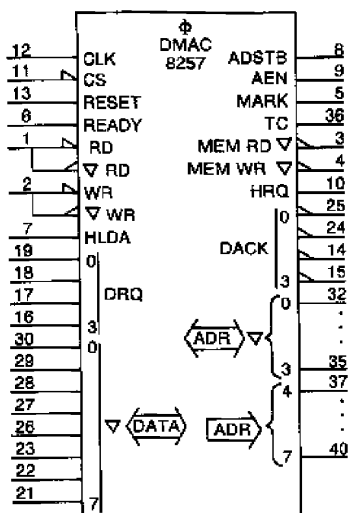 Φ
DMAC
8257
12 CLK
11 CS
13 RESET
6 READY
1 RD
▽ RD
2 WR
▽ WR
7 HLDA
19 0
18
17 DRQ
16 3
30 0
29
28
27
26 ▽ DATA
23
22
21 7
ADSTB 8
AEN 9
MARK 5
TC 36
MEM RD ▽ 3
MEM WR ▽ 4
HRQ 10
0 25
24
DACK 14
3 15
0 32
ADR ▽
3 35
4 37
ADR
7 40